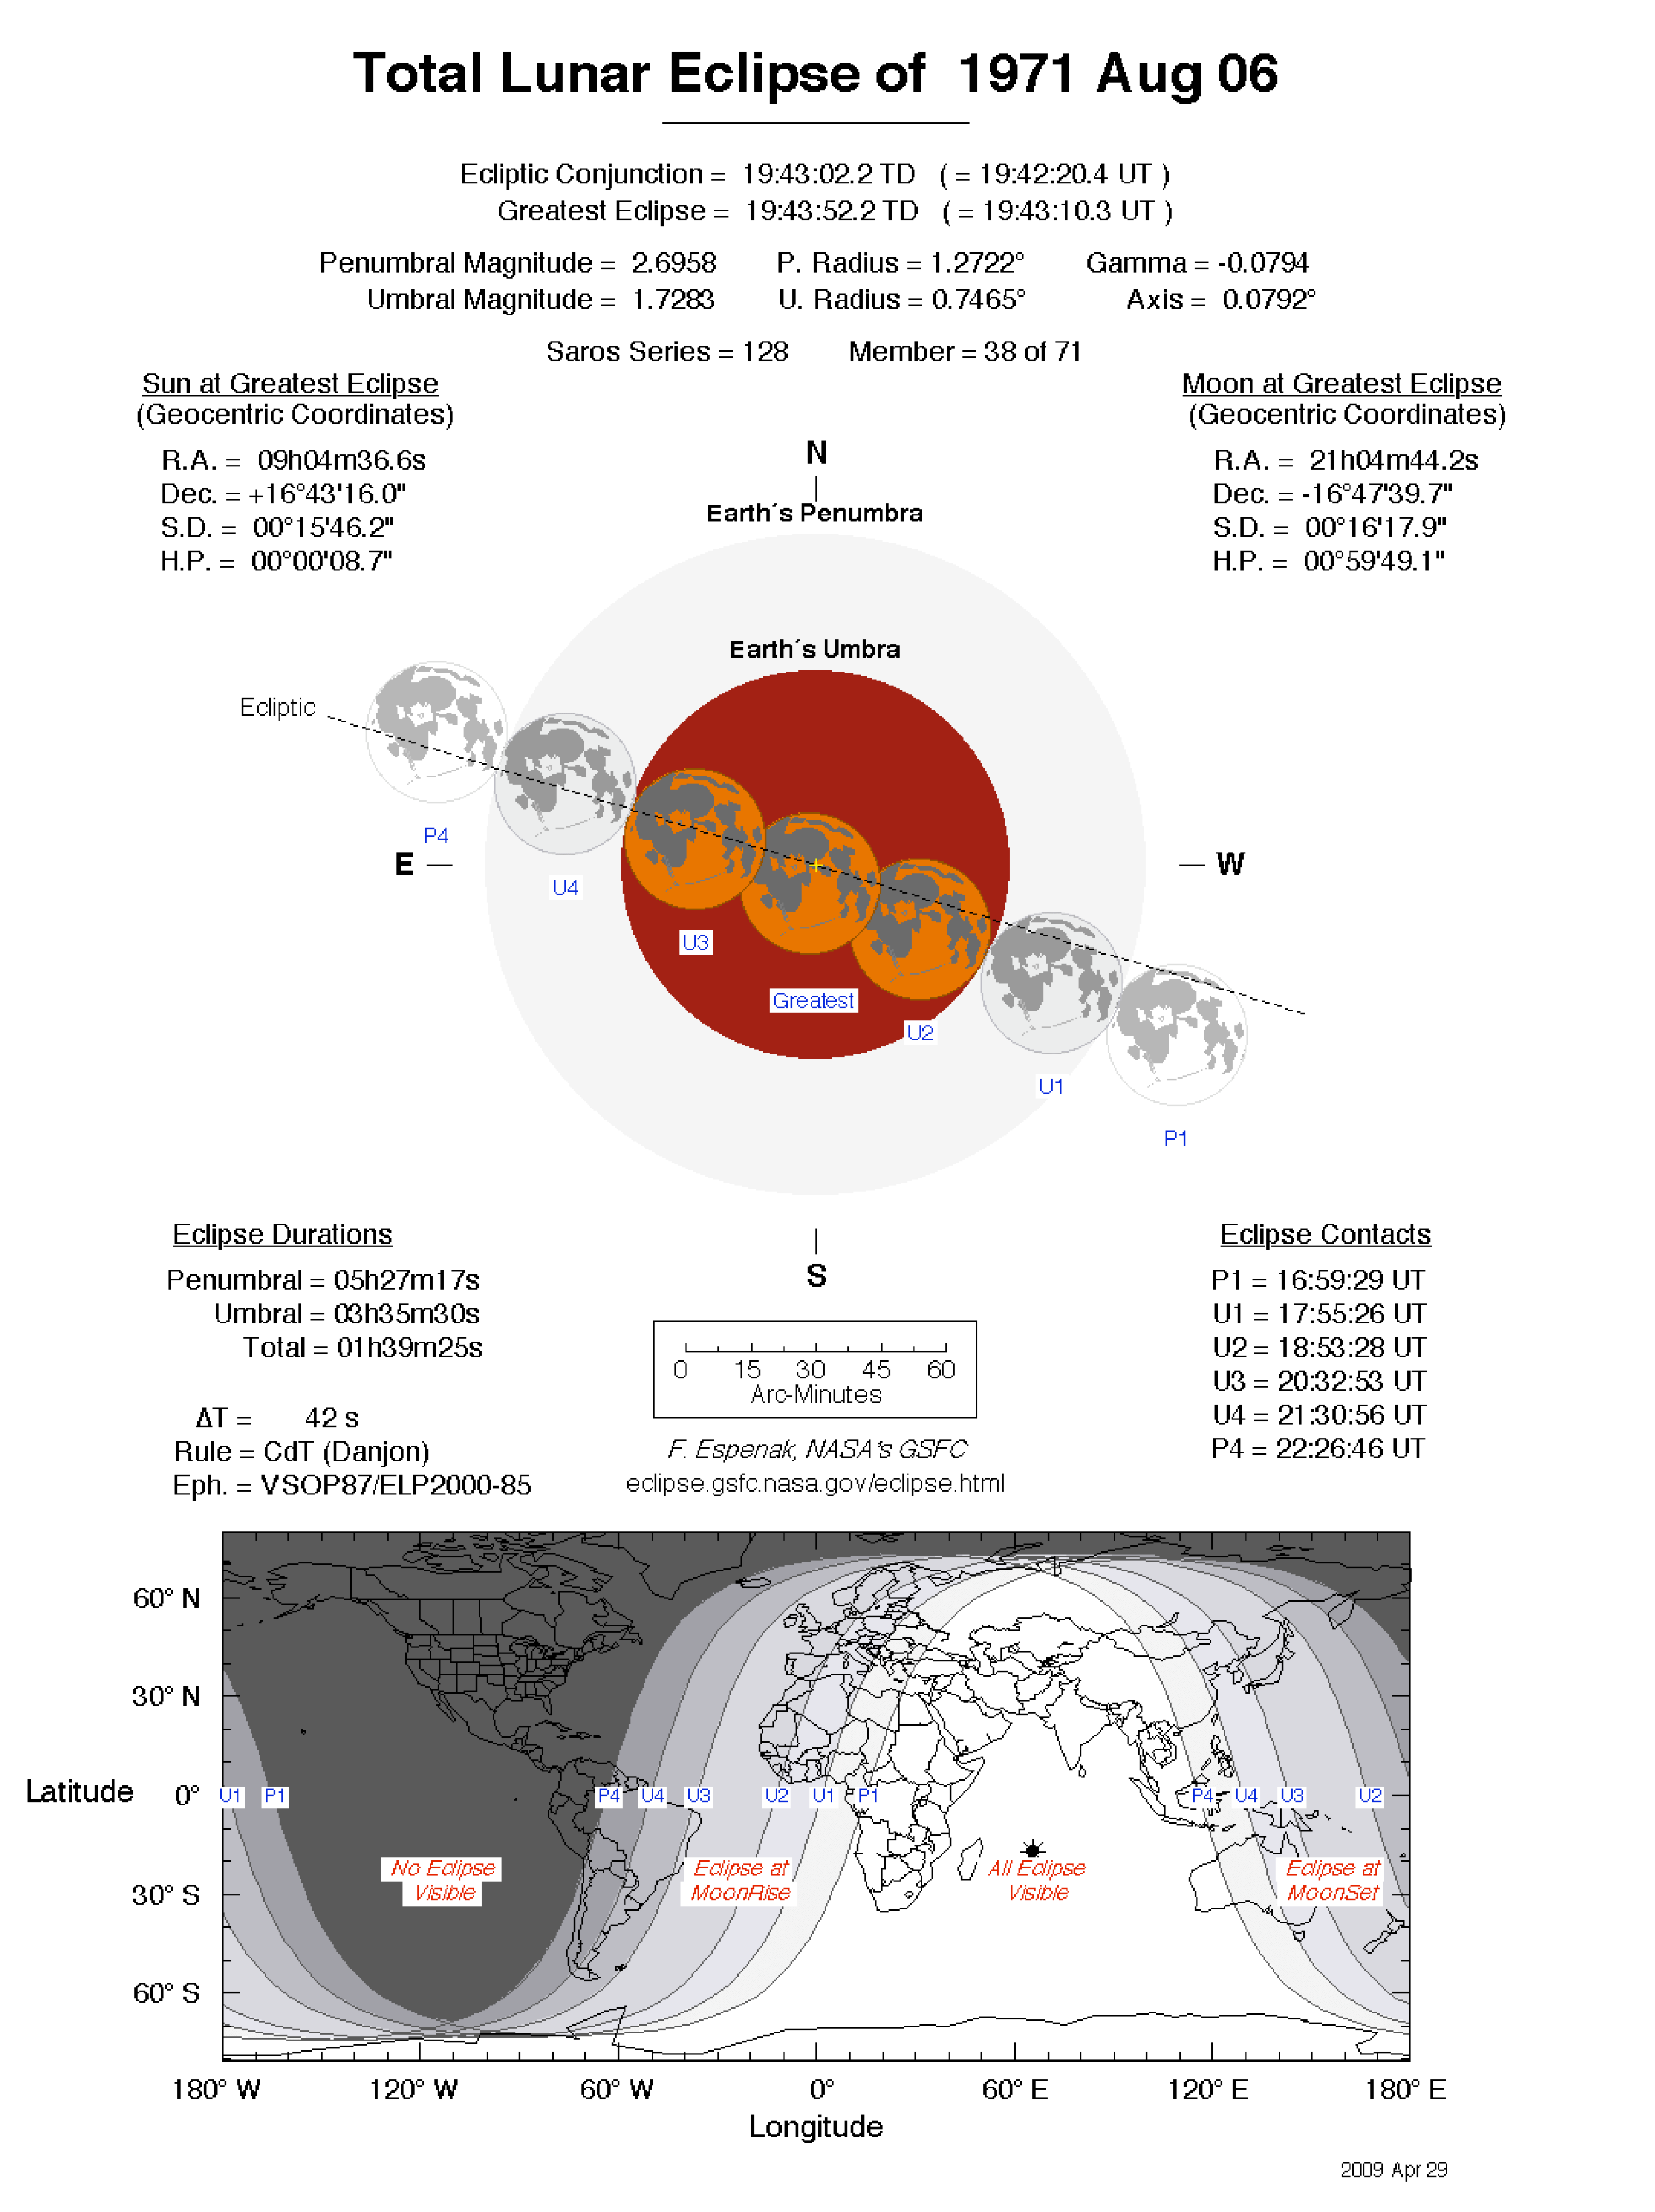 Total Lunar Eclipse of 1971 Aug 06
Ecliptic Conjunction = 19:43:02.2 TD ( = 19:42:20.4 UT )
Greatest Eclipse = 19:43:52.2 TD ( = 19:43:10.3 UT )
Penumbral Magnitude = 2.6958 P. Radius = 1.2722° Gamma = -0.0794
Umbral Magnitude = 1.7283 U. Radius = 0.7465° Axis = 0.0792°
Saros Series = 128 Member = 38 of 71
Sun at Greatest Eclipse
(Geocentric Coordinates)
R.A. = 09h04m36.6s
Dec. = +16°43'16.0"
S.D. = 00°15'46.2"
H.P. = 00°00'08.7"
Moon at Greatest Eclipse
(Geocentric Coordinates)
R.A. = 21h04m44.2s
Dec. = -16°47'39.7"
S.D. = 00°16'17.9"
H.P. = 00°59'49.1"
N
Earth´s Penumbra
Earth´s Umbra
Ecliptic
P4
E
W
U4
U3
Greatest
U2
U1
P1
S
Eclipse Durations
Penumbral = 05h27m17s
Umbral = 03h35m30s
Total = 01h39m25s
ΔT = 42 s
Rule = CdT (Danjon)
Eph. = VSOP87/ELP2000-85
0 15 30 45 60
Arc-Minutes
F. Espenak, NASA's GSFC
eclipse.gsfc.nasa.gov/eclipse.html
Eclipse Contacts
P1 = 16:59:29 UT
U1 = 17:55:26 UT
U2 = 18:53:28 UT
U3 = 20:32:53 UT
U4 = 21:30:56 UT
P4 = 22:26:46 UT
60° N
30° N
Latitude 0°
30° S
60° S
U1 P1 P4 U4 U3 U2 U1 P1 P4 U4 U3 U2
No Eclipse
Visible
Eclipse at
MoonRise
All Eclipse
Visible
Eclipse at
MoonSet
180° W 120° W 60° W 0° 60° E 120° E 180° E
Longitude
2009 Apr 29